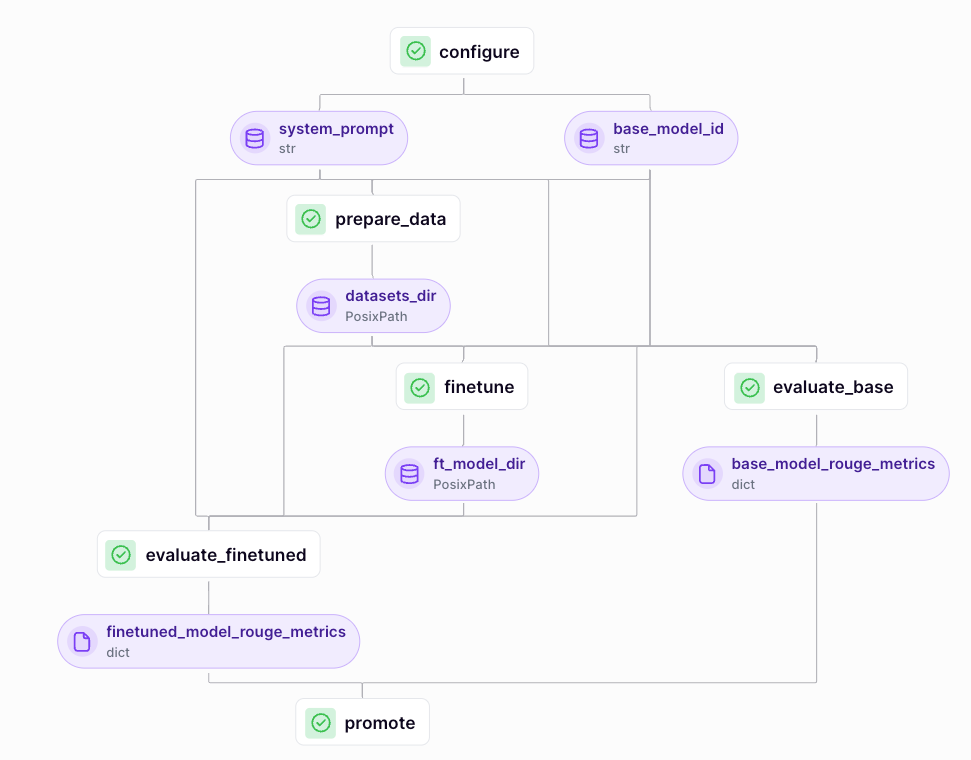 configure
system_prompt
str
base_model_id
str
prepare_data
datasets_dir
PosixPath
finetune
evaluate_base
ft_model_dir
PosixPath
base_model_rouge_metrics
dict
evaluate_finetuned
finetuned_model_rouge_metrics
dict
promote